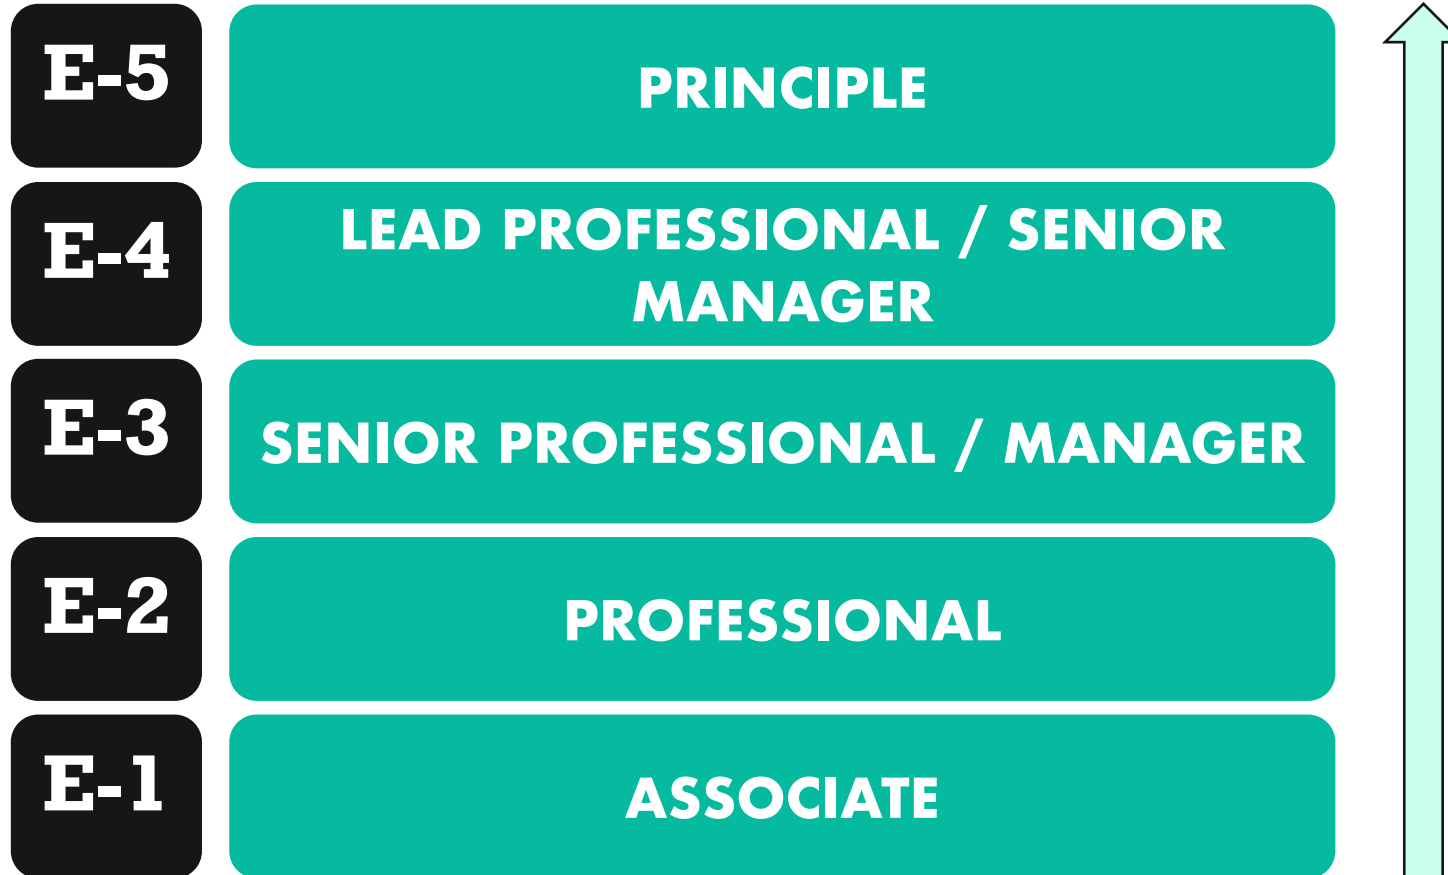 E-5
PRINCIPLE
E-4
LEAD PROFESSIONAL / SENIOR
MANAGER
E-3
SENIOR PROFESSIONAL / MANAGER
E-2
PROFESSIONAL
E-1
ASSOCIATE